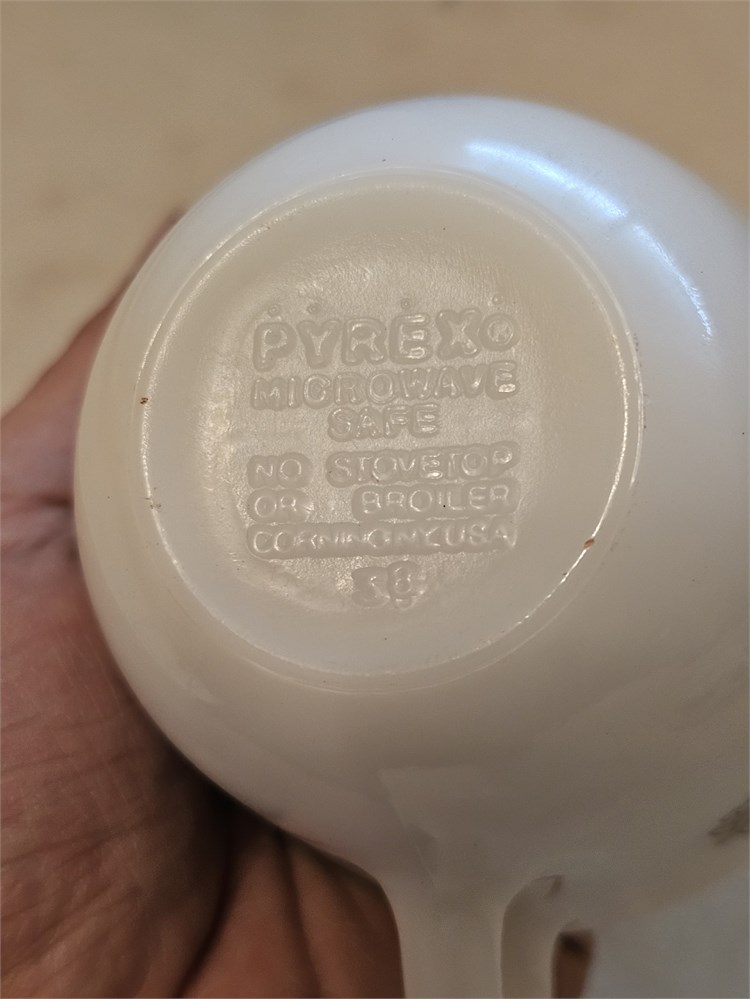 PYREX®
MICROWAVE
SAFE
NO STOVETOP
OR BROILER
CORNING NY. USA
38